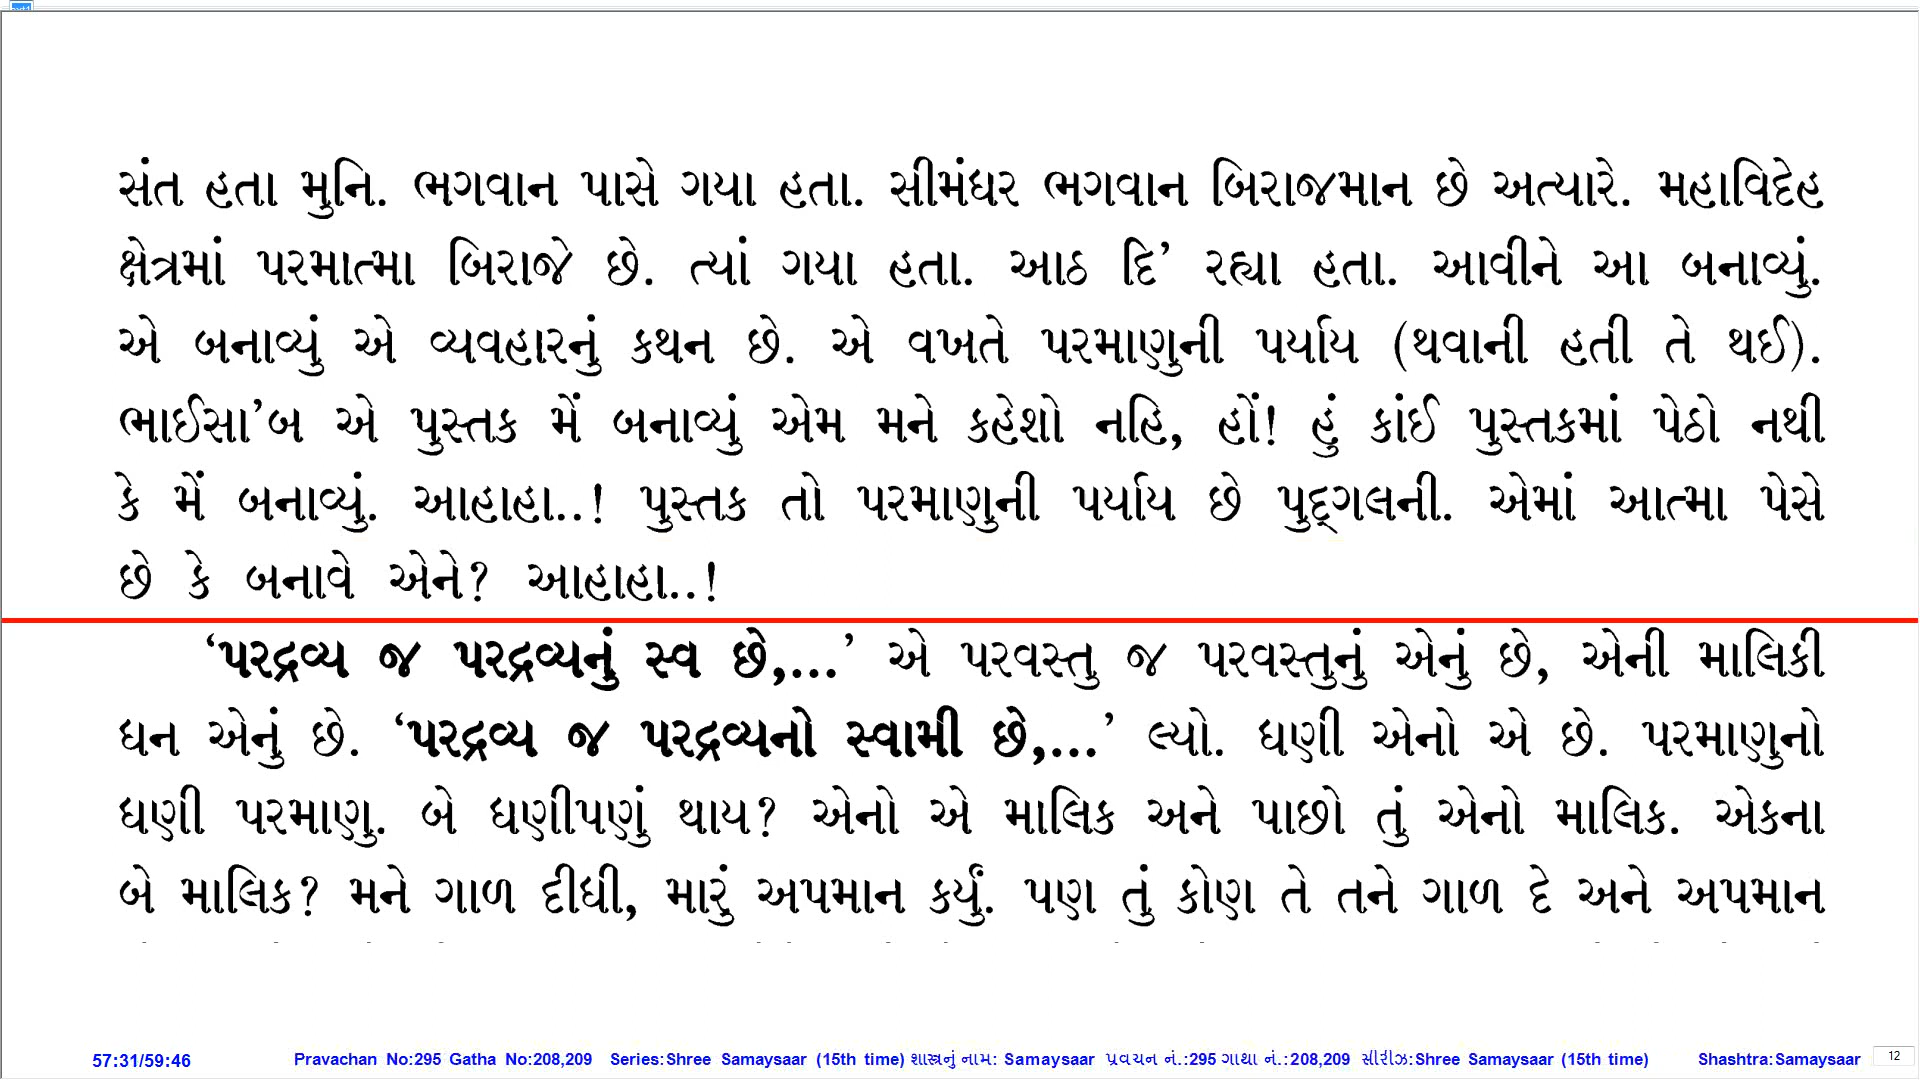 સંત હતા મુનિ. ભગવાન પાસે ગયા હતા. સીમંધર ભગવાન બિરાજમાન છે અત્યારે. મહાવિદેહ
ક્ષેત્રમાં પરમાત્મા બિરાજે છે. ત્યાં ગયા હતા. આઠ દિ’ રહ્યા હતા. આવીને આ બનાવ્યું.
એ બનાવ્યું એ વ્યવહારનું કથન છે. એ વખતે પરમાણુની પર્યાય (થવાની હતી તે થઈ).
ભાઈસા’બ એ પુસ્તક મેં બનાવ્યું એમ મને કહેશો નહિ, હોં! હું કાંઈ પુસ્તકમાં પેઠો નથી
કે મેં બનાવ્યું. આહાહા..! પુસ્તક તો પરમાણુની પર્યાય છે પુદ્ગલની. એમાં આત્મા પેસે
છે કે બનાવે એને? આહાહા..!
‘પરદ્રવ્ય જ પરદ્રવ્યનું સ્વ છે,...’ એ પરવસ્તુ જ પરવસ્તુનું એનું છે, એની માલિકી
ધન એનું છે. ‘પરદ્રવ્ય જ પરદ્રવ્યનો સ્વામી છે,...’ લ્યો. ધણી એનો એ છે. પરમાણુનો
ધણી પરમાણુ. બે ધણીપણું થાય? એનો એ માલિક અને પાછો તું એનો માલિક. એકના
બે માલિક? મને ગાળ દીધી, મારું અપમાન કર્યું. પણ તું કોણ તે તને ગાળ દે અને અપમાન
57:31/59:46 Pravachan No:295 Gatha No:208,209 Series:Shree Samaysaar (15th time) શાસ્ત્રનું નામ: Samaysaar પ્રવચન નં.:295 ગાથા નં.:208,209 સીરીઝ:Shree Samaysaar (15th time) Shashtra:Samaysaar 12